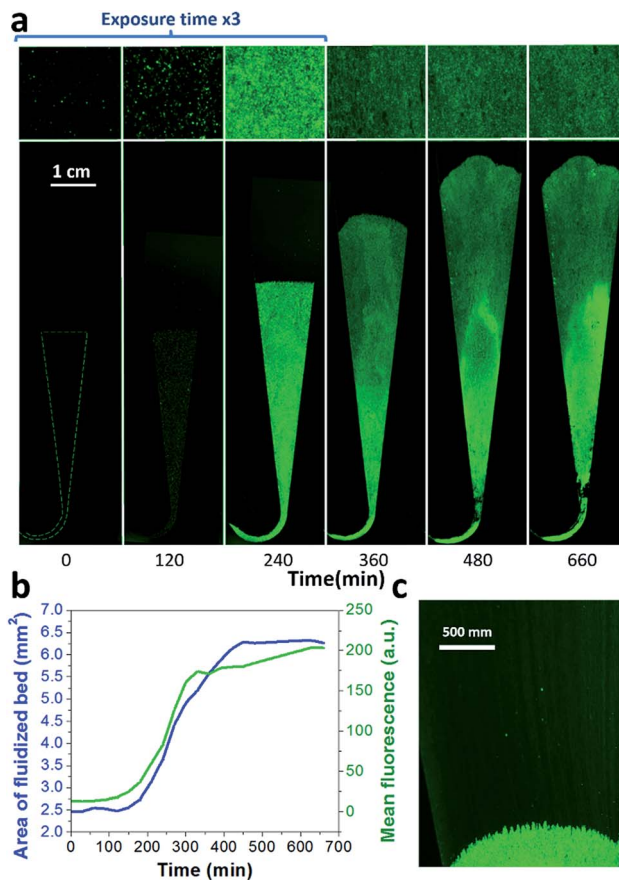 a
Exposure time x3
1 cm
0 120 240 360 480 660
Time(min)
b
Area of fluidized bed (mm²)
7.0
6.5
6.0
5.5
5.0
4.5
4.0
3.5
3.0
2.5
2.0
250
200
150
100
50
0
Mean fluorescence (a.u.)
0 100 200 300 400 500 600 700
Time (min)
c
500 mm